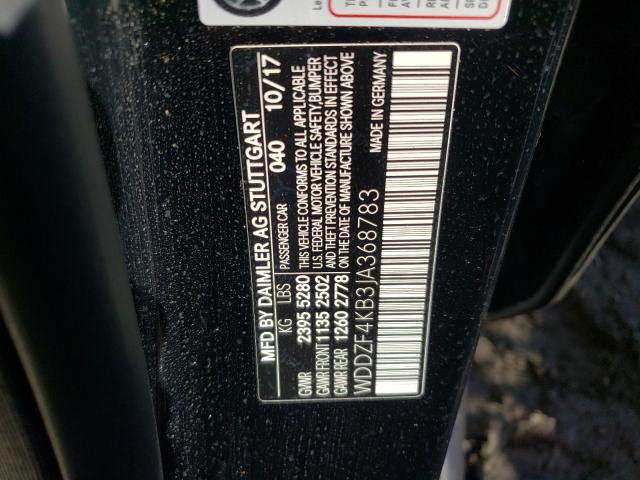 MFD BY DAIMLER AG STUTTGART
PASSENGER CAR 040 10/17
KG LBS
GVWR 2395 5280
GAWR FRONT 1135 2502
GAWR REAR 1260 2778
THIS VEHICLE CONFORMS TO ALL APPLICABLE
U.S. FEDERAL MOTOR VEHICLE SAFETY,BUMPER
AND THEFT PREVENTION STANDARDS IN EFFECT
ON THE DATE OF MANUFACTURE SHOWN ABOVE
MADE IN GERMANY
WDDZF4KB3JA368783
Le